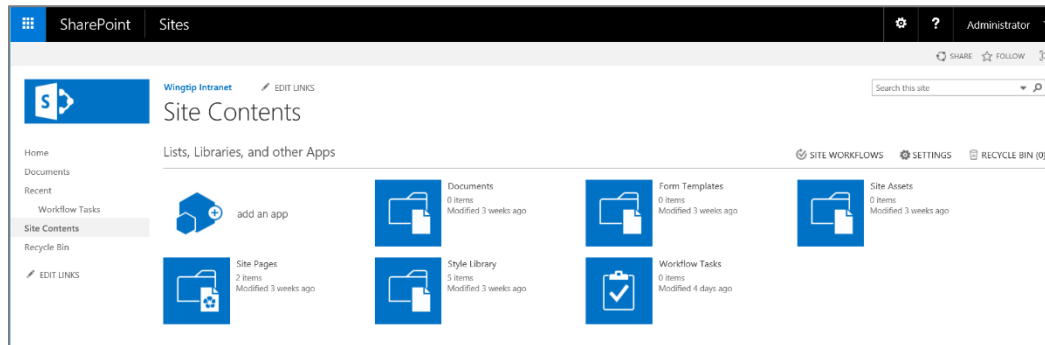 SharePoint Sites Administrator
SHARE FOLLOW
S
Wingtip Intranet EDIT LINKS
Search this site
Site Contents
Home
Documents
Recent
Workflow Tasks
Site Contents
Recycle Bin
EDIT LINKS
Lists, Libraries, and other Apps
SITE WORKFLOWS SETTINGS RECYCLE BIN (0)
add an app
Documents
0 items
Modified 3 weeks ago
Form Templates
0 items
Modified 3 weeks ago
Site Assets
0 items
Modified 3 weeks ago
Site Pages
2 items
Modified 3 weeks ago
Style Library
5 items
Modified 3 weeks ago
Workflow Tasks
0 items
Modified 4 days ago